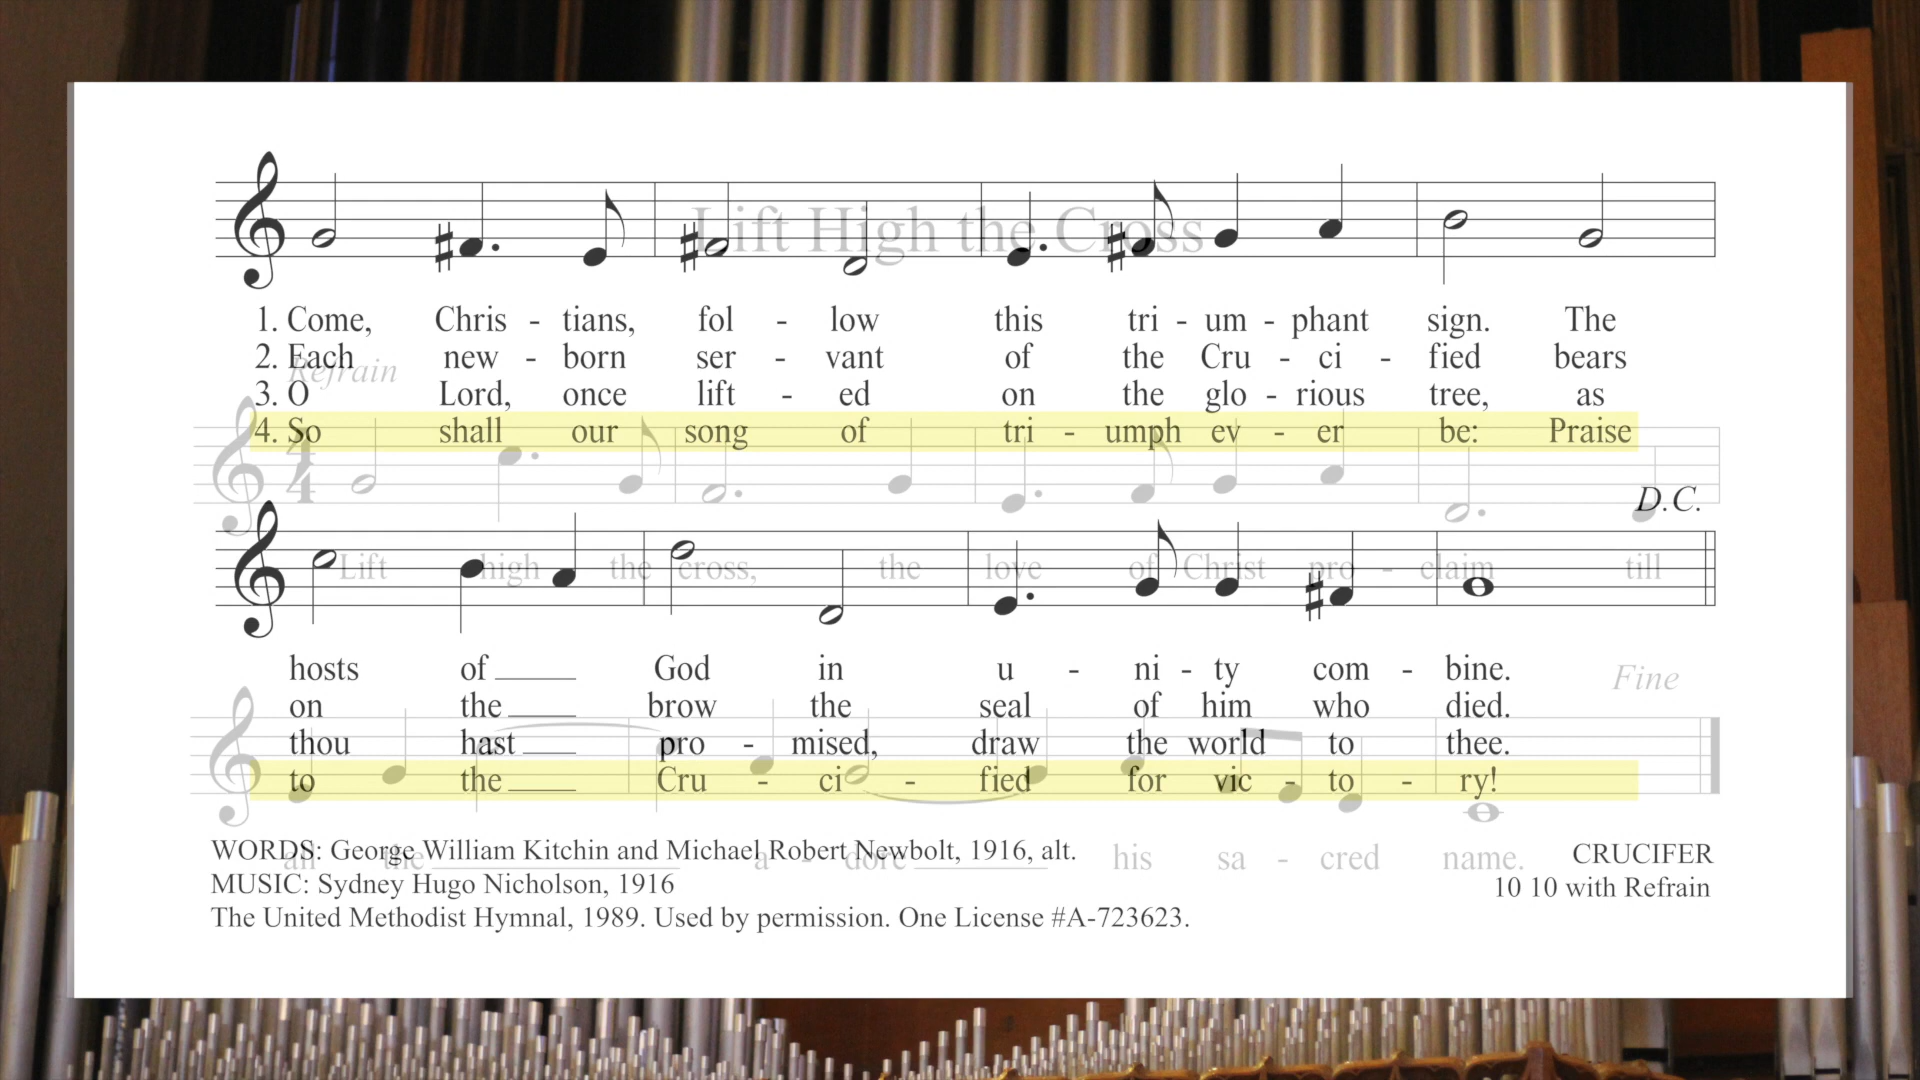 Lift High the Cross
1. Come, Chris - tians, fol - low this tri - um - phant sign. The
2. Each new - born ser - vant of the Cru - ci - fied bears
Refrain
3. O Lord, once lift - ed on the glo - rious tree, as
4. So shall our song of tri - umph ev - er be: Praise
4
4
D.C.
Lift high the cross, the love of Christ pro - claim till
hosts of God in u - ni - ty com - bine.
Fine
on the brow the seal of him who died.
thou hast pro - mised, draw the world to thee.
to the Cru - ci - fied for vic - to - ry!
WORDS: George William Kitchin and Michael Robert Newbolt, 1916, alt.
all the a - dore his sa - cred name.
CRUCIFER
MUSIC: Sydney Hugo Nicholson, 1916
10 10 with Refrain
The United Methodist Hymnal, 1989. Used by permission. One License #A-723623.